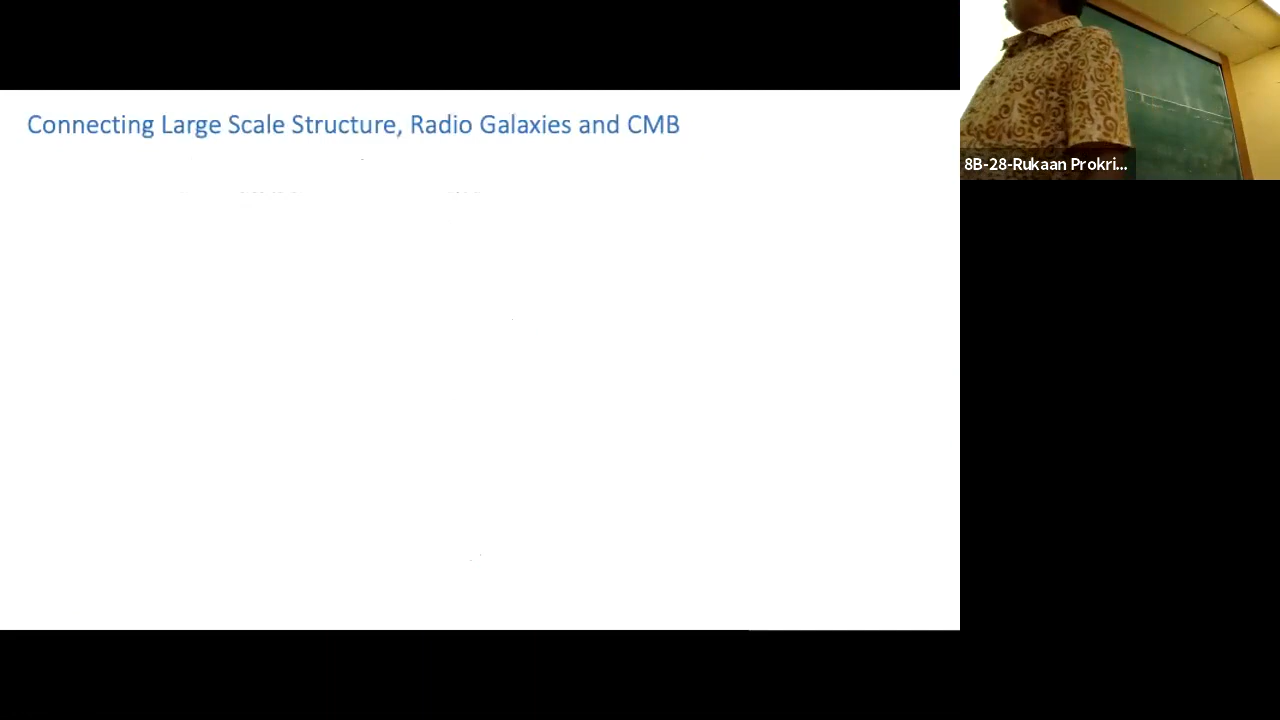 Connecting Large Scale Structure, Radio Galaxies and CMB
8B-28-Rukaan Prokri...